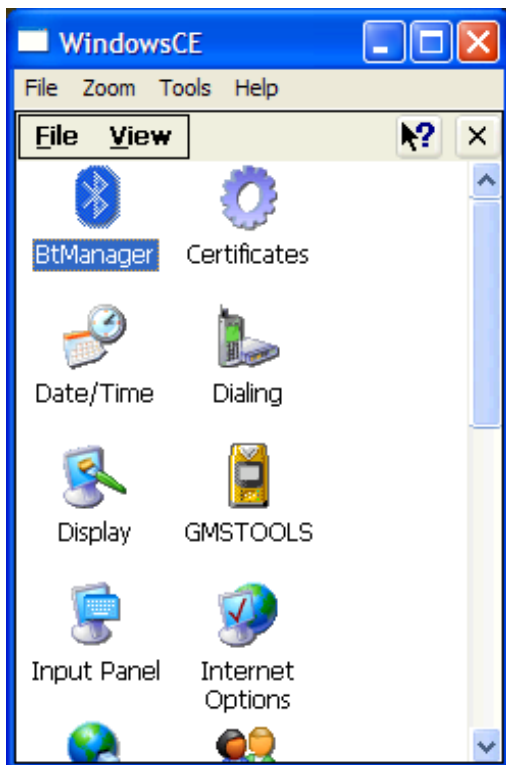 WindowsCE
File Zoom Tools Help
File View ?
BtManager Certificates
Date/Time Dialing
Display GMSTOOLS
Input Panel Internet
Options